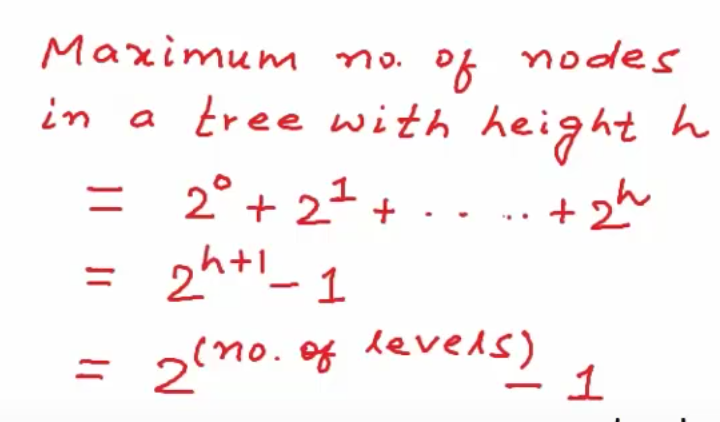 Maximum no. of nodes
in a tree with height h
= 2⁰ + 2¹ + . . . . . + 2ʰ
= 2ʰ⁺¹ - 1
= 2⁽ⁿᵒ· ᵒᶠ ˡᵉᵛᵉˡˢ⁾ - 1